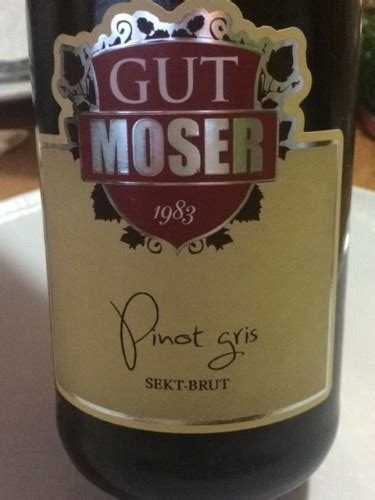 GUT
MOSER
1983
Pinot gris
SEKT-BRUT